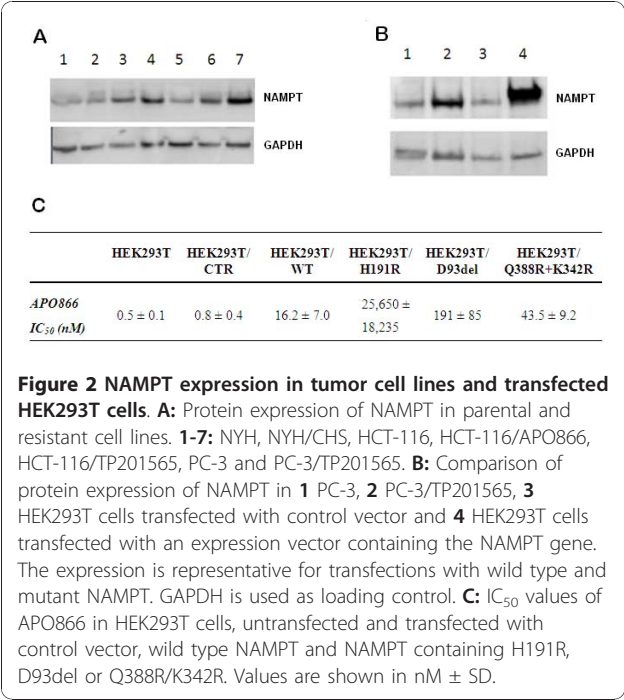 A
1 2 3 4 5 6 7
NAMPT
GAPDH
B
1 2 3 4
NAMPT
GAPDH
C
HEK293T HEK293T/ CTR HEK293T/ WT HEK293T/ H191R HEK293T/ D93del HEK293T/ Q388R+K342R
APO866 IC50 (nM) 0.5 ± 0.1 0.8 ± 0.4 16.2 ± 7.0 25,650 ± 18,235 191 ± 85 43.5 ± 9.2
Figure 2 NAMPT expression in tumor cell lines and transfected
HEK293T cells. A: Protein expression of NAMPT in parental and
resistant cell lines. 1-7: NYH, NYH/CHS, HCT-116, HCT-116/APO866,
HCT-116/TP201565, PC-3 and PC-3/TP201565. B: Comparison of
protein expression of NAMPT in 1 PC-3, 2 PC-3/TP201565, 3
HEK293T cells transfected with control vector and 4 HEK293T cells
transfected with an expression vector containing the NAMPT gene.
The expression is representative for transfections with wild type and
mutant NAMPT. GAPDH is used as loading control. C: IC50 values of
APO866 in HEK293T cells, untransfected and transfected with
control vector, wild type NAMPT and NAMPT containing H191R,
D93del or Q388R/K342R. Values are shown in nM ± SD.